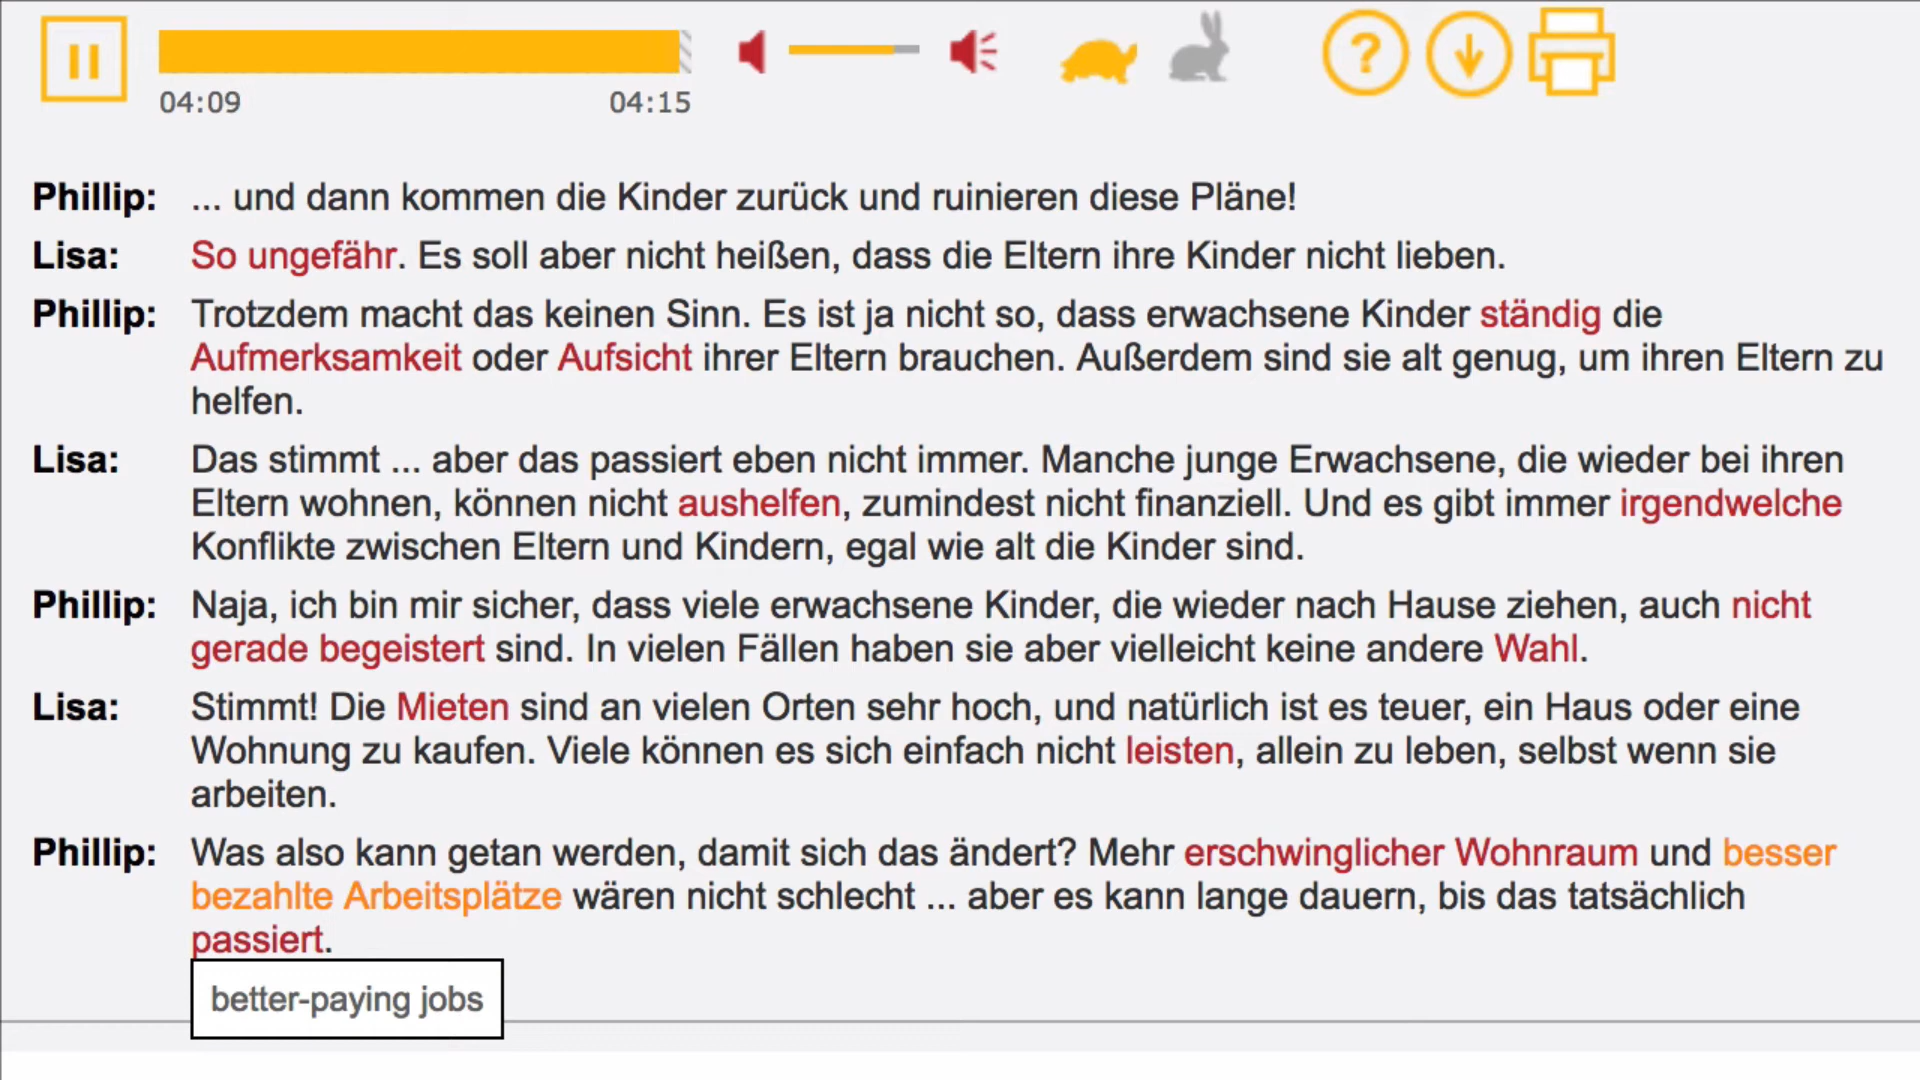 04:09 04:15
?
Phillip: ... und dann kommen die Kinder zurück und ruinieren diese Pläne!
Lisa: So ungefähr. Es soll aber nicht heißen, dass die Eltern ihre Kinder nicht lieben.
Phillip: Trotzdem macht das keinen Sinn. Es ist ja nicht so, dass erwachsene Kinder ständig die
Aufmerksamkeit oder Aufsicht ihrer Eltern brauchen. Außerdem sind sie alt genug, um ihren Eltern zu
helfen.
Lisa: Das stimmt ... aber das passiert eben nicht immer. Manche junge Erwachsene, die wieder bei ihren
Eltern wohnen, können nicht aushelfen, zumindest nicht finanziell. Und es gibt immer irgendwelche
Konflikte zwischen Eltern und Kindern, egal wie alt die Kinder sind.
Phillip: Naja, ich bin mir sicher, dass viele erwachsene Kinder, die wieder nach Hause ziehen, auch nicht
gerade begeistert sind. In vielen Fällen haben sie aber vielleicht keine andere Wahl.
Lisa: Stimmt! Die Mieten sind an vielen Orten sehr hoch, und natürlich ist es teuer, ein Haus oder eine
Wohnung zu kaufen. Viele können es sich einfach nicht leisten, allein zu leben, selbst wenn sie
arbeiten.
Phillip: Was also kann getan werden, damit sich das ändert? Mehr erschwinglicher Wohnraum und besser
bezahlte Arbeitsplätze wären nicht schlecht ... aber es kann lange dauern, bis das tatsächlich
passiert.
better-paying jobs